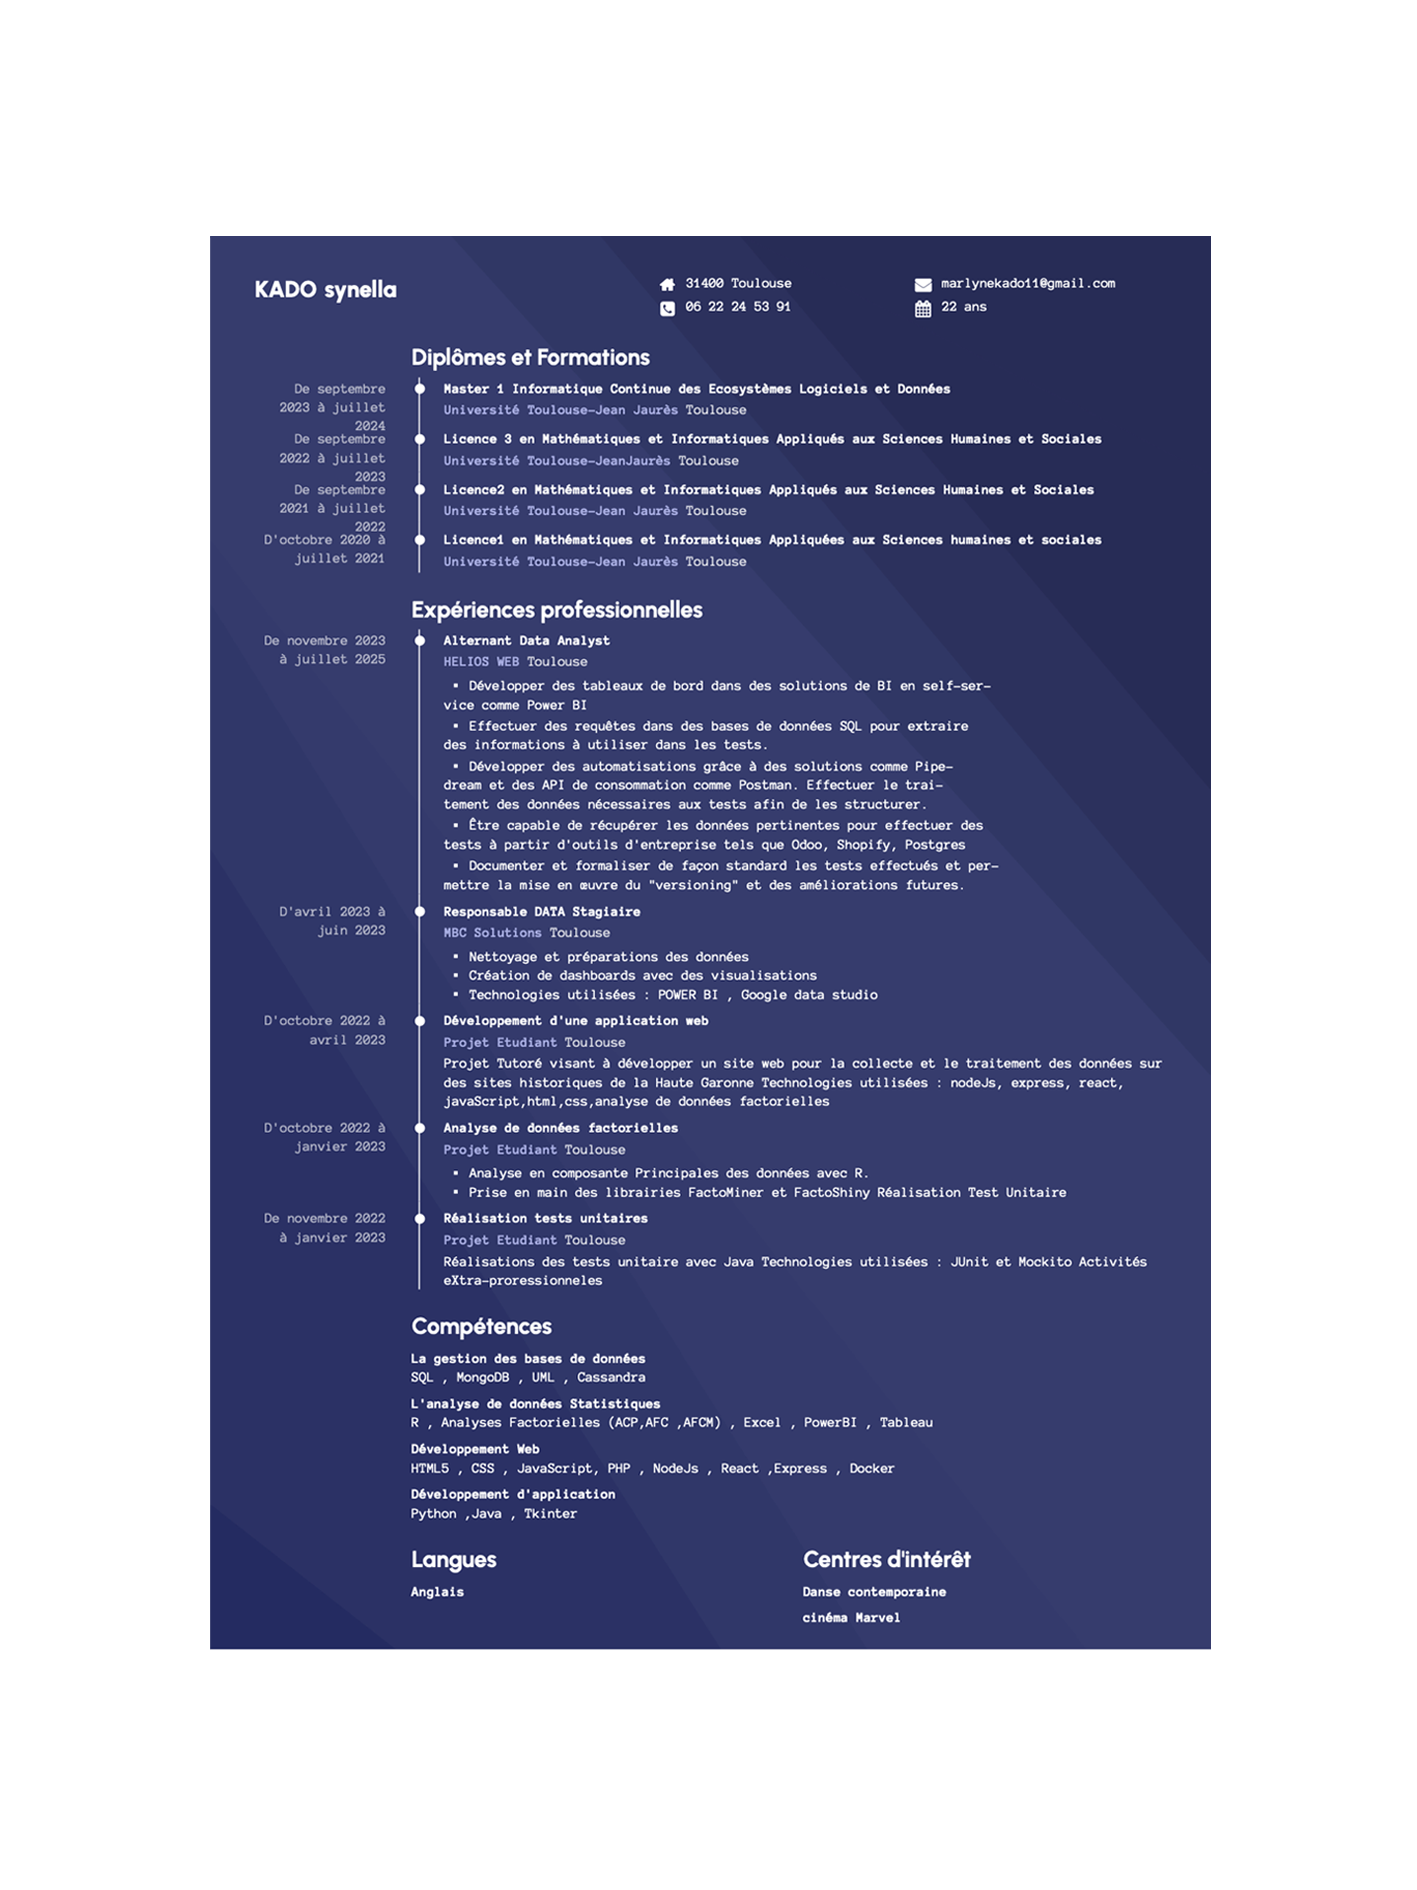 KADO synella
31400 Toulouse
06 22 24 53 91
marlynekado11@gmail.com
22 ans
Diplômes et Formations
De septembre
2023 à juillet
2024
Master 1 Informatique Continue des Ecosystèmes Logiciels et Données
Université Toulouse-Jean Jaurès Toulouse
De septembre
2022 à juillet
2023
Licence 3 en Mathématiques et Informatiques Appliqués aux Sciences Humaines et Sociales
Université Toulouse-JeanJaurès Toulouse
De septembre
2021 à juillet
2022
Licence2 en Mathématiques et Informatiques Appliqués aux Sciences Humaines et Sociales
Université Toulouse-Jean Jaurès Toulouse
D'octobre 2020 à
juillet 2021
Licence1 en Mathématiques et Informatiques Appliquées aux Sciences humaines et sociales
Université Toulouse-Jean Jaurès Toulouse
Expériences professionnelles
De novembre 2023
à juillet 2025
Alternant Data Analyst
HELIOS WEB Toulouse
▪ Développer des tableaux de bord dans des solutions de BI en self-ser-
vice comme Power BI
▪ Effectuer des requêtes dans des bases de données SQL pour extraire
des informations à utiliser dans les tests.
▪ Développer des automatisations grâce à des solutions comme Pipe-
dream et des API de consommation comme Postman. Effectuer le trai-
tement des données nécessaires aux tests afin de les structurer.
▪ Être capable de récupérer les données pertinentes pour effectuer des
tests à partir d'outils d'entreprise tels que Odoo, Shopify, Postgres
▪ Documenter et formaliser de façon standard les tests effectués et per-
mettre la mise en œuvre du "versioning" et des améliorations futures.
D'avril 2023 à
juin 2023
Responsable DATA Stagiaire
MBC Solutions Toulouse
▪ Nettoyage et préparations des données
▪ Création de dashboards avec des visualisations
▪ Technologies utilisées : POWER BI , Google data studio
D'octobre 2022 à
avril 2023
Développement d'une application web
Projet Etudiant Toulouse
Projet Tutoré visant à développer un site web pour la collecte et le traitement des données sur
des sites historiques de la Haute Garonne Technologies utilisées : nodeJs, express, react,
javaScript,html,css,analyse de données factorielles
D'octobre 2022 à
janvier 2023
Analyse de données factorielles
Projet Etudiant Toulouse
▪ Analyse en composante Principales des données avec R.
▪ Prise en main des librairies FactoMiner et FactoShiny Réalisation Test Unitaire
De novembre 2022
à janvier 2023
Réalisation tests unitaires
Projet Etudiant Toulouse
Réalisations des tests unitaire avec Java Technologies utilisées : JUnit et Mockito Activités
eXtra-proressionneles
Compétences
La gestion des bases de données
SQL , MongoDB , UML , Cassandra
L'analyse de données Statistiques
R , Analyses Factorielles (ACP,AFC ,AFCM) , Excel , PowerBI , Tableau
Développement Web
HTML5 , CSS , JavaScript, PHP , NodeJs , React ,Express , Docker
Développement d'application
Python ,Java , Tkinter
Langues
Anglais
Centres d'intérêt
Danse contemporaine
cinéma Marvel